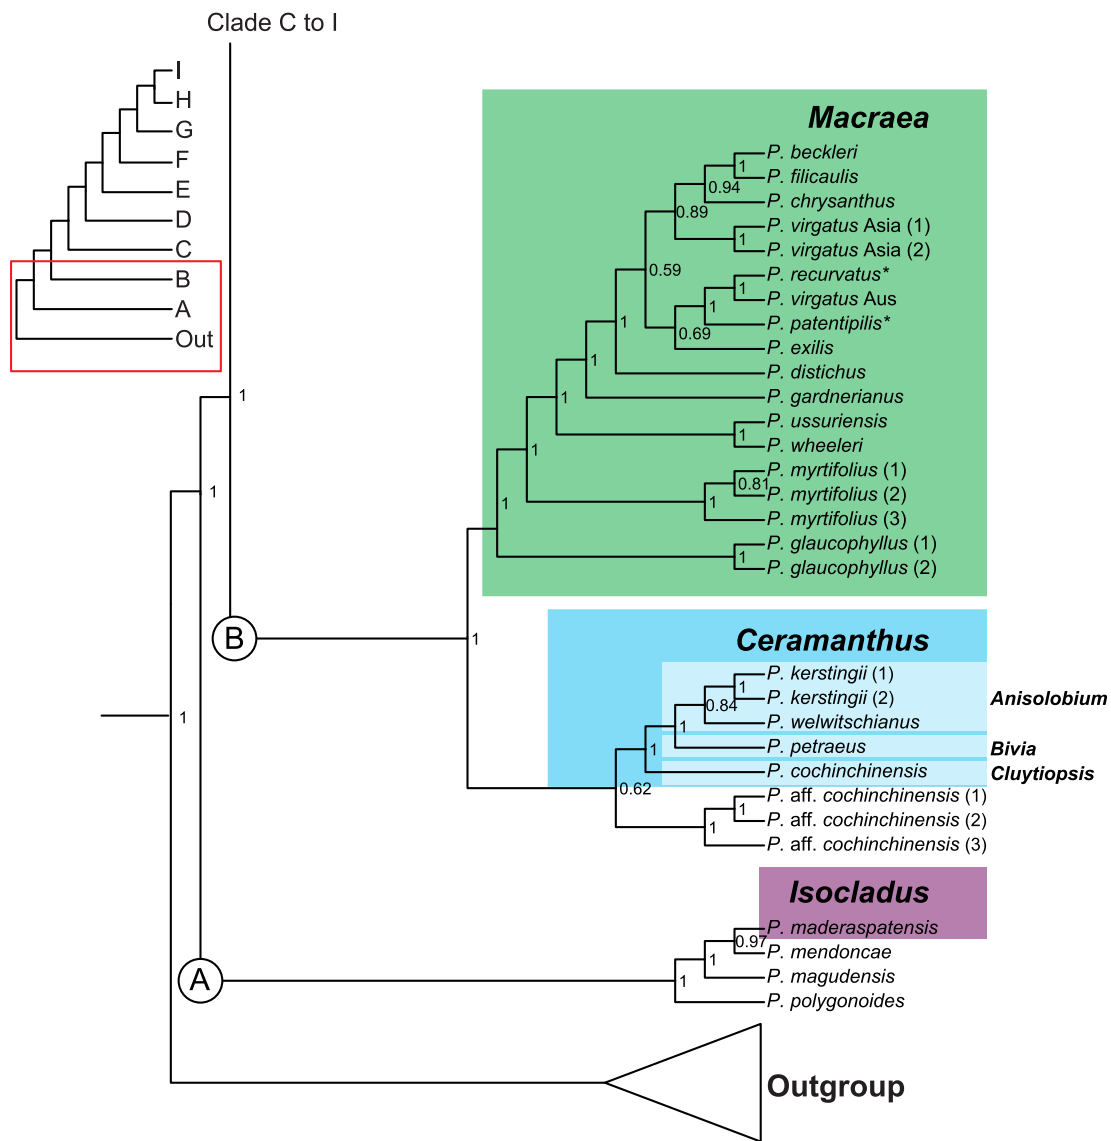 Clade C to I
I
H
G
F
E
D
C
B
A
Out
Macraea
P. beckleri
P. filicaulis
P. chrysanthus
P. virgatus Asia (1)
P. virgatus Asia (2)
P. recurvatus*
P. virgatus Aus
P. patentipilis*
P. exilis
P. distichus
P. gardnerianus
P. ussuriensis
P. wheeleri
P. myrtifolius (1)
P. myrtifolius (2)
P. myrtifolius (3)
P. glaucophyllus (1)
P. glaucophyllus (2)
1
0.94
0.89
1
0.59
1
1
0.69
1
1
1
1
1
0.81
1
1
1
1
1
1
B
1
Ceramanthus
P. kerstingii (1)
P. kerstingii (2)
P. welwitschianus
P. petraeus
P. cochinchinensis
P. aff. cochinchinensis (1)
P. aff. cochinchinensis (2)
P. aff. cochinchinensis (3)
Anisolobium
Bivia
Cluytiopsis
1
0.84
1
1
0.62
1
1
1
Isocladus
P. maderaspatensis
P. mendoncae
P. magudensis
P. polygonoides
0.97
1
1
A
Outgroup